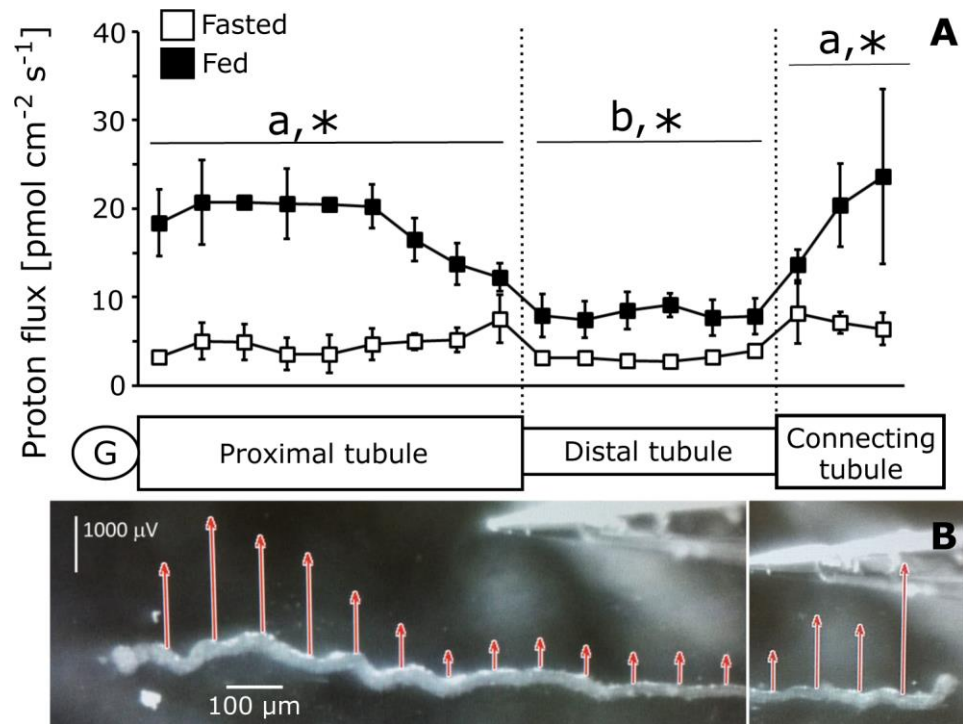 Proton flux [pmol cm⁻² s⁻¹]
40
30
20
10
0
Fasted
Fed
a,*
b,*
a,*
A
G
Proximal tubule
Distal tubule
Connecting
tubule
1000 µV
100 µm
B